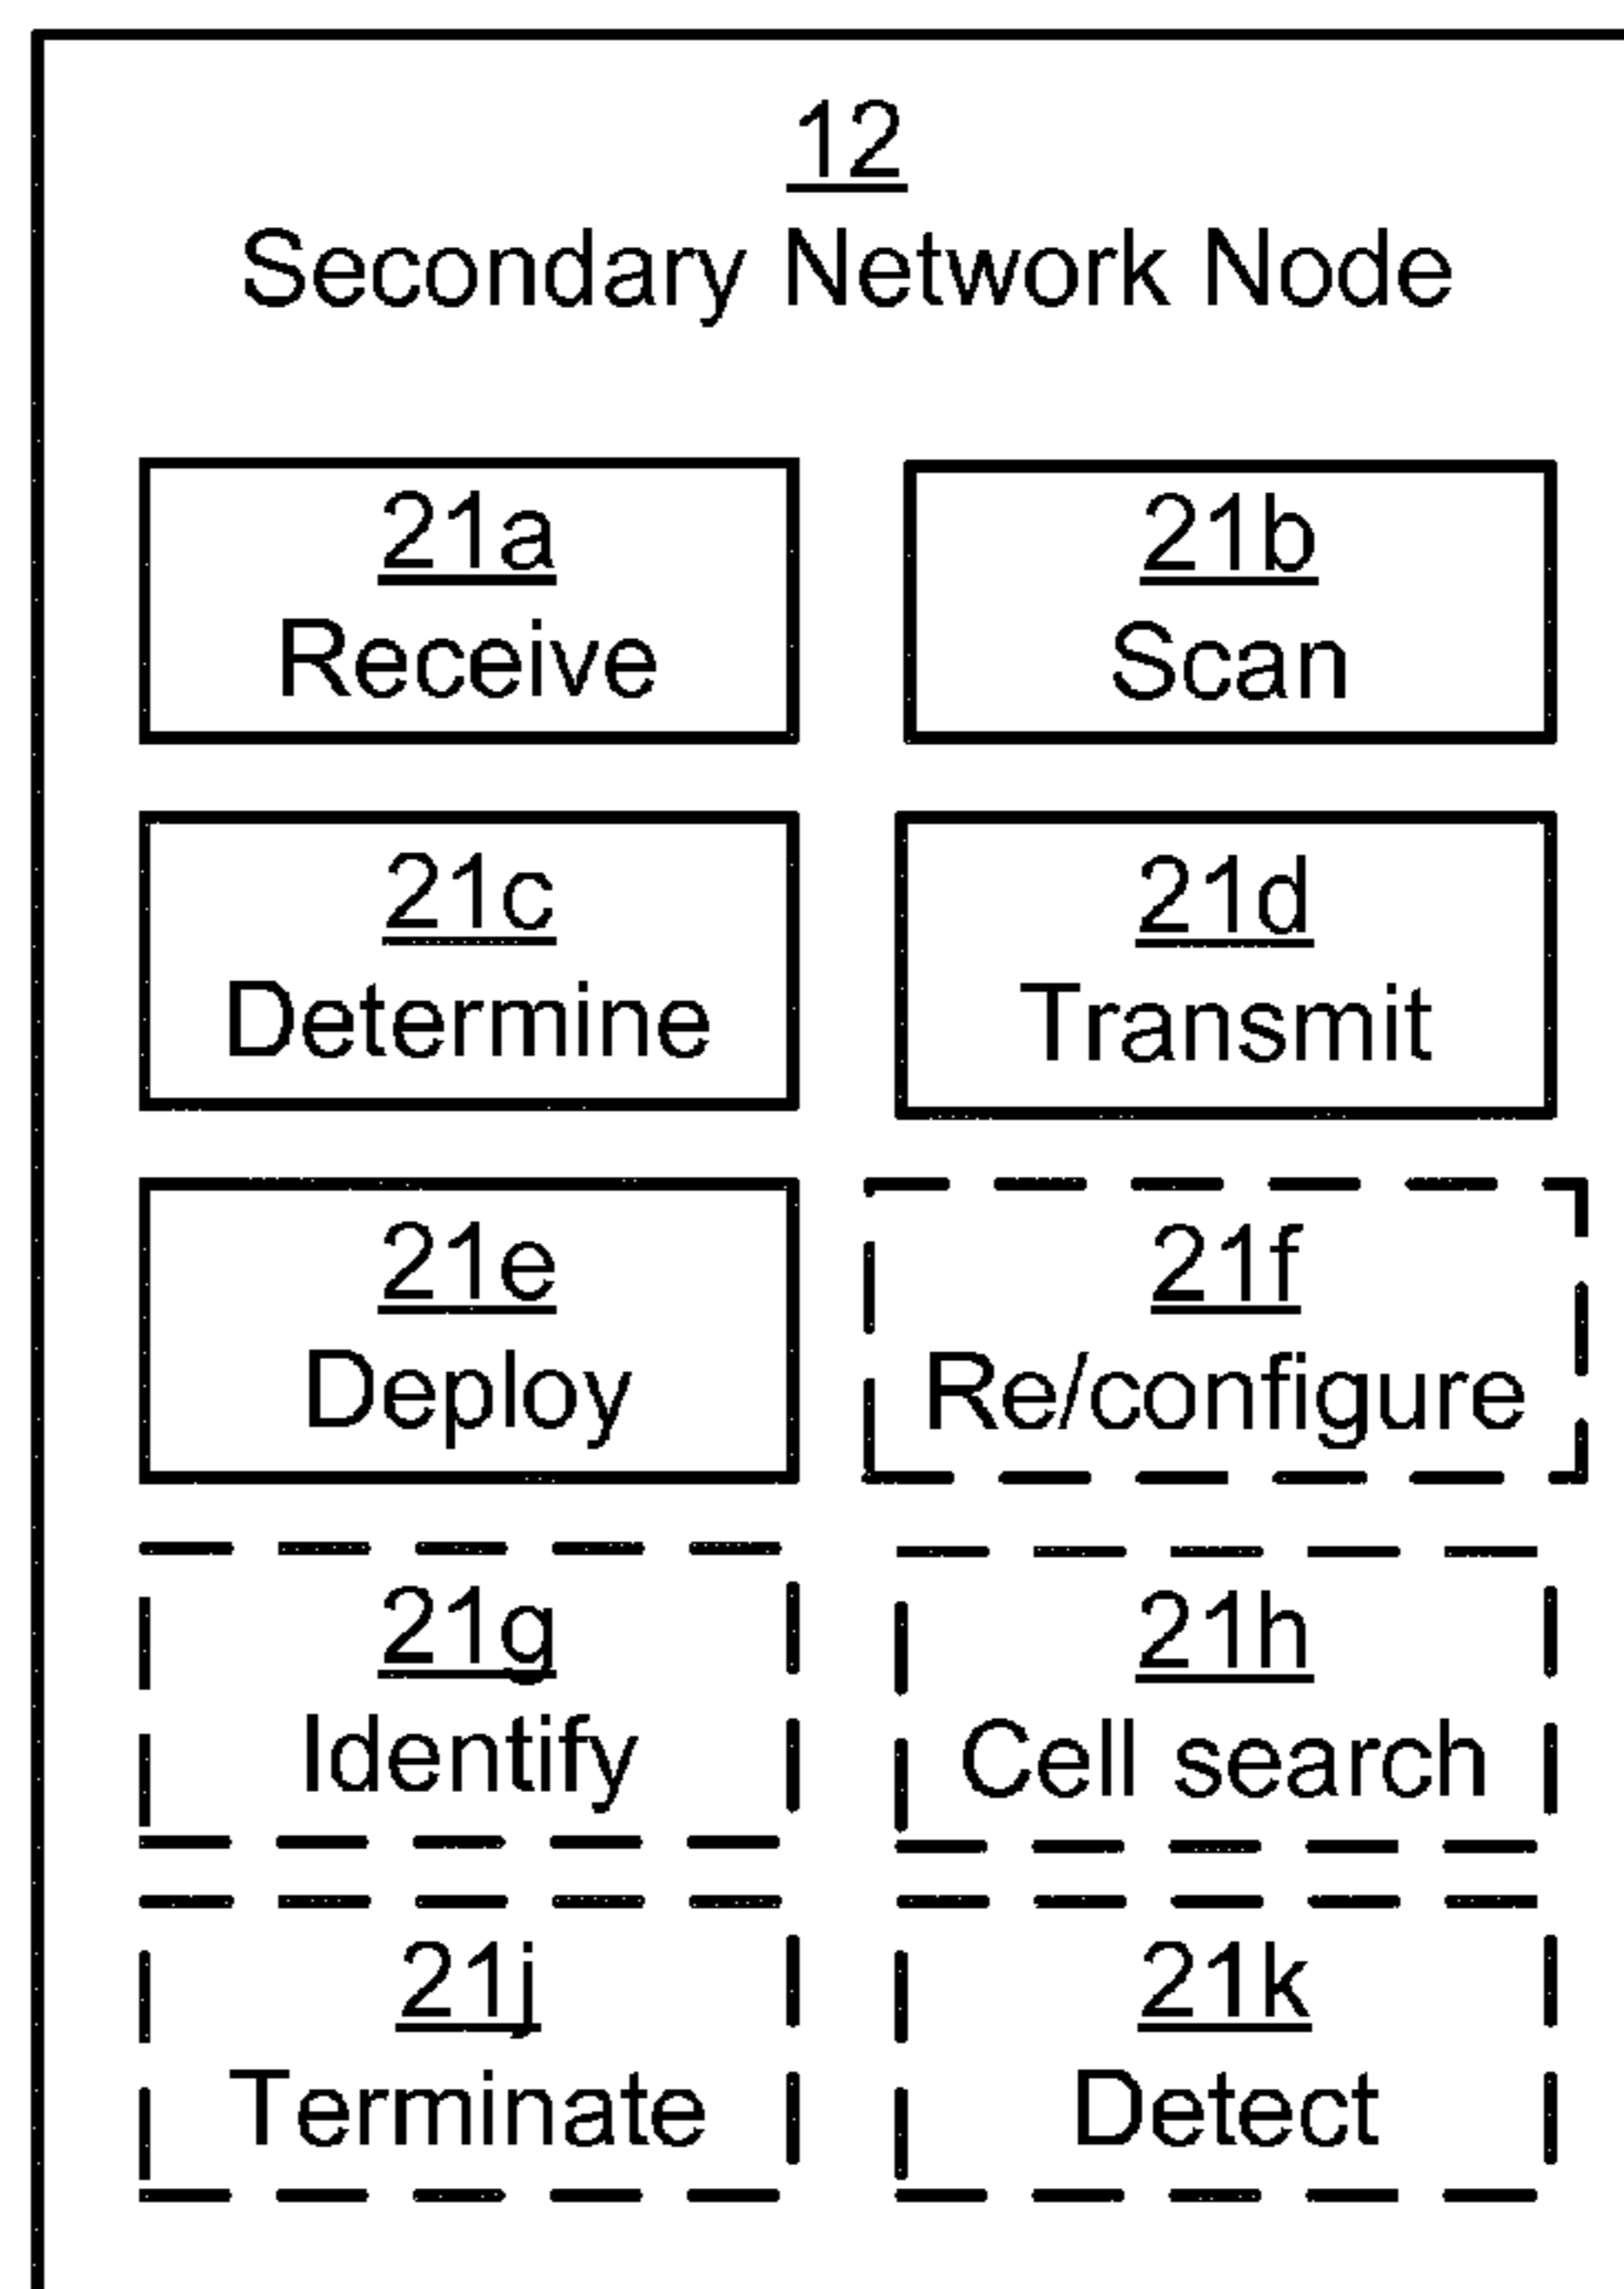 12
Secondary Network Node
21a
Receive
21b
Scan
21c
Determine
21d
Transmit
21e
Deploy
21f
Re/configure
21g
Identify
21h
Cell search
21j
Terminate
21k
Detect